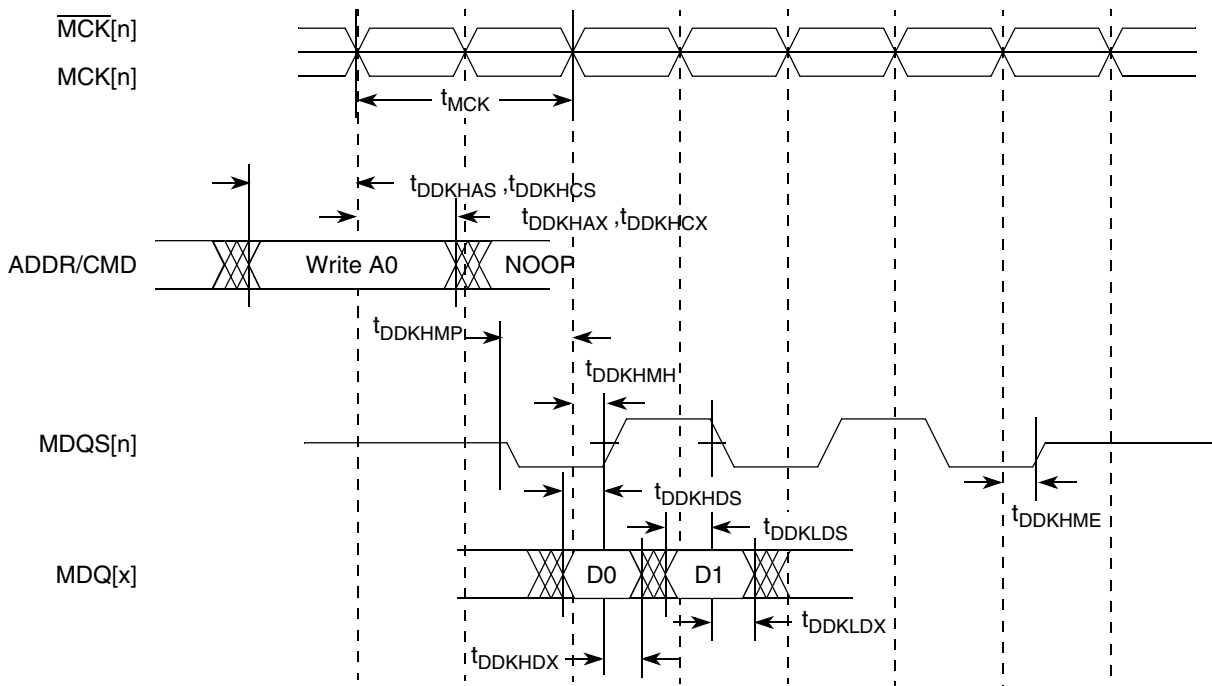 MCK[n]
MCK[n]
tMCK
tDDKHAS ,tDDKHCS
tDDKHAX ,tDDKHCX
ADDR/CMD
Write A0
NOOP
tDDKHMP
tDDKHMH
MDQS[n]
tDDKHDS
tDDKHME
tDDKLDS
MDQ[x]
D0
D1
tDDKLDX
tDDKHDX